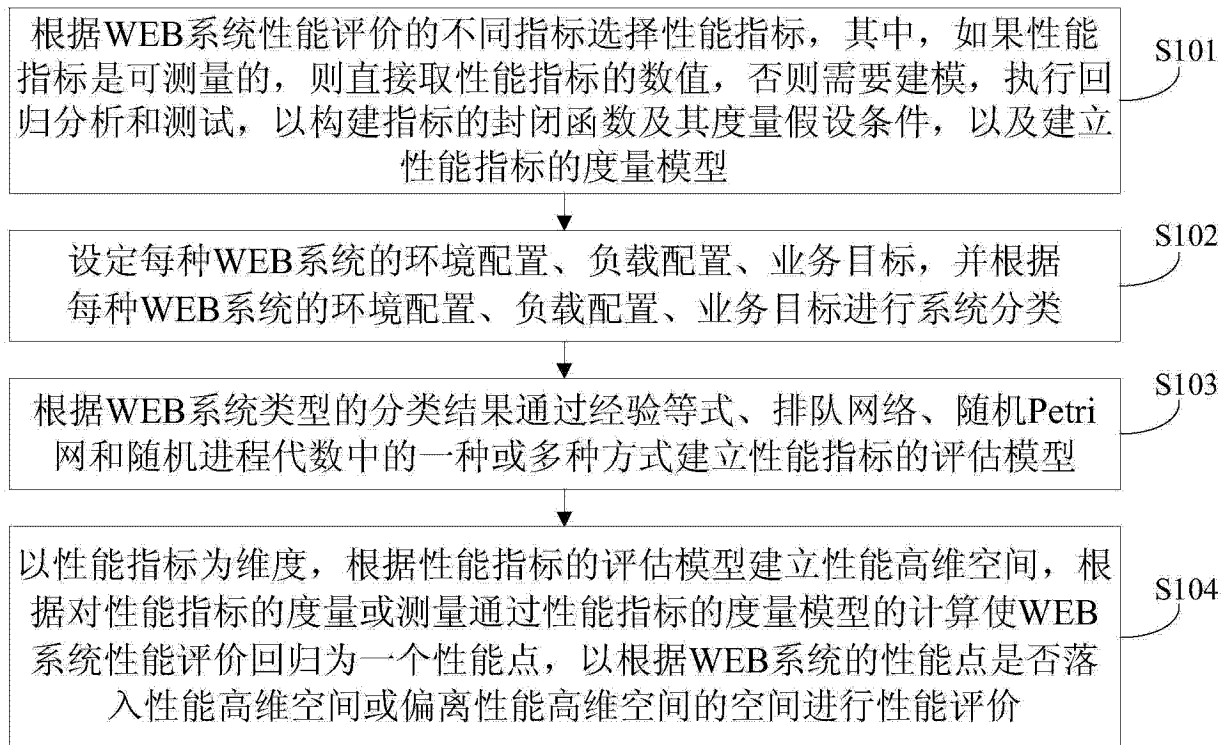 根据WEB系统性能评价的不同指标选择性能指标，其中，如果性能
指标是可测量的，则直接取性能指标的数值，否则需要建模，执行回
归分析和测试，以构建指标的封闭函数及其度量假设条件，以及建立
性能指标的度量模型
S101
设定每种WEB系统的环境配置、负载配置、业务目标，并根据
每种WEB系统的环境配置、负载配置、业务目标进行系统分类
S102
根据WEB系统类型的分类结果通过经验等式、排队网络、随机Petri
网和随机进程代数中的一种或多种方式建立性能指标的评估模型
S103
以性能指标为维度，根据性能指标的评估模型建立性能高维空间，根
据对性能指标的度量或测量通过性能指标的度量模型的计算使WEB
系统性能评价回归为一个性能点，以根据WEB系统的性能点是否落
入性能高维空间或偏离性能高维空间的空间进行性能评价
S104